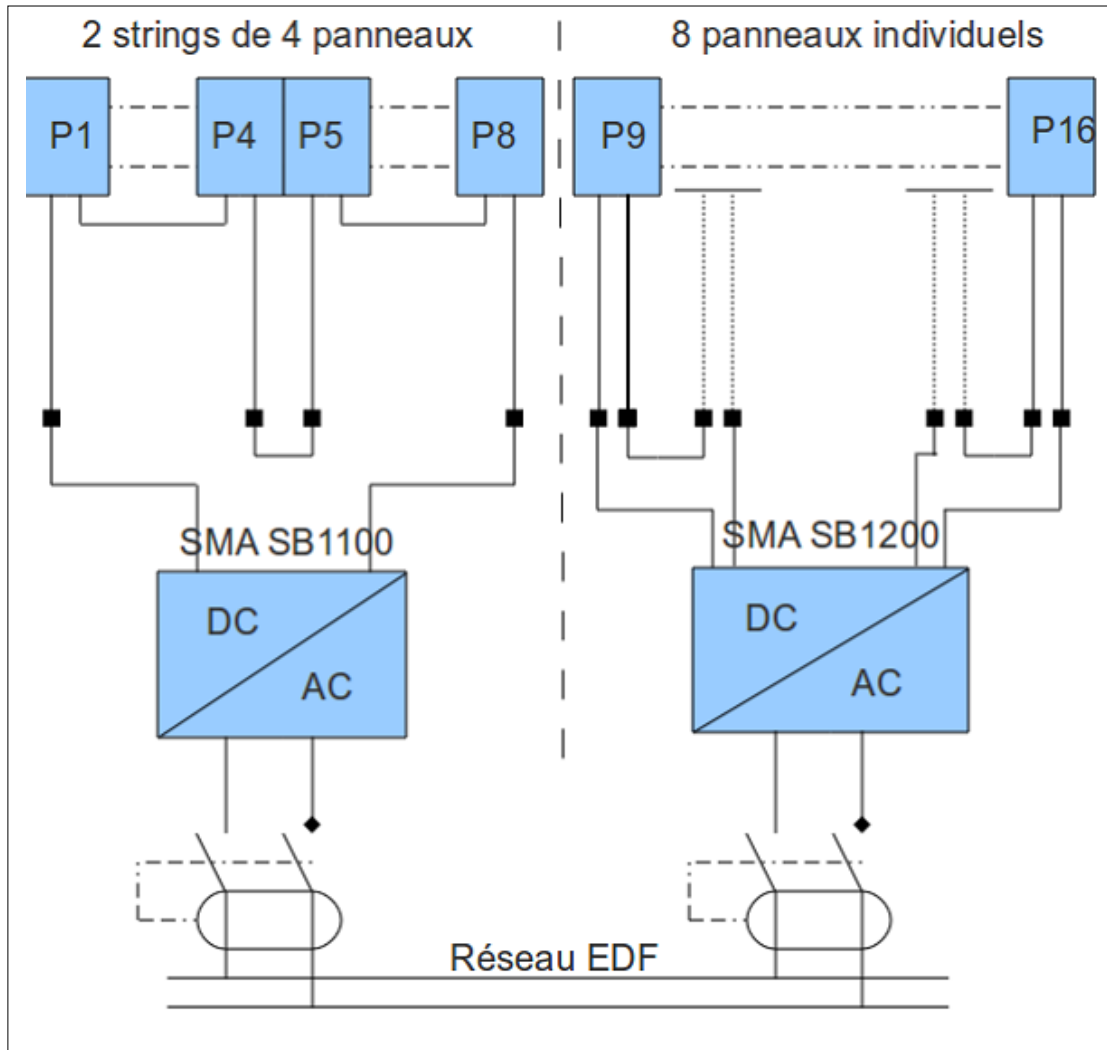 2 strings de 4 panneaux
8 panneaux individuels
P1
P4
P5
P8
P9
P16
SMA SB1100
SMA SB1200
DC
AC
DC
AC
Réseau EDF